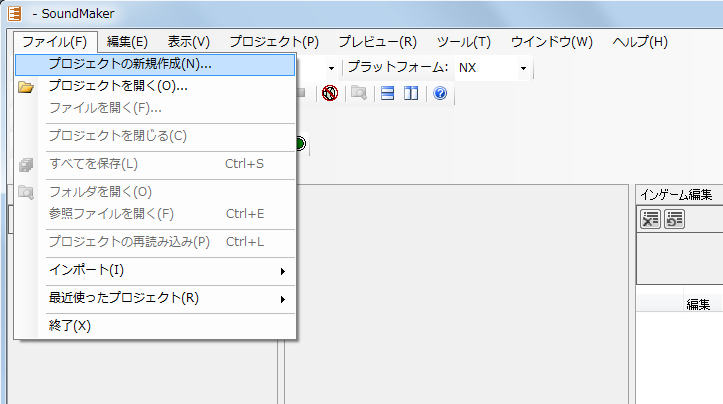 - SoundMaker
ファイル(F) 編集(E) 表示(V) プロジェクト(P) プレビュー(R) ツール(T) ウインドウ(W) ヘルプ(H)
プラットフォーム: NX
プロジェクトの新規作成(N)...
プロジェクトを開く(O)...
ファイルを開く(F)...
プロジェクトを閉じる(C)
すべてを保存(L) Ctrl+S
フォルダを開く(O)
参照ファイルを開く(F) Ctrl+E
プロジェクトの再読み込み(P) Ctrl+L
インポート(I)
最近使ったプロジェクト(R)
終了(X)
インゲーム編集
編集